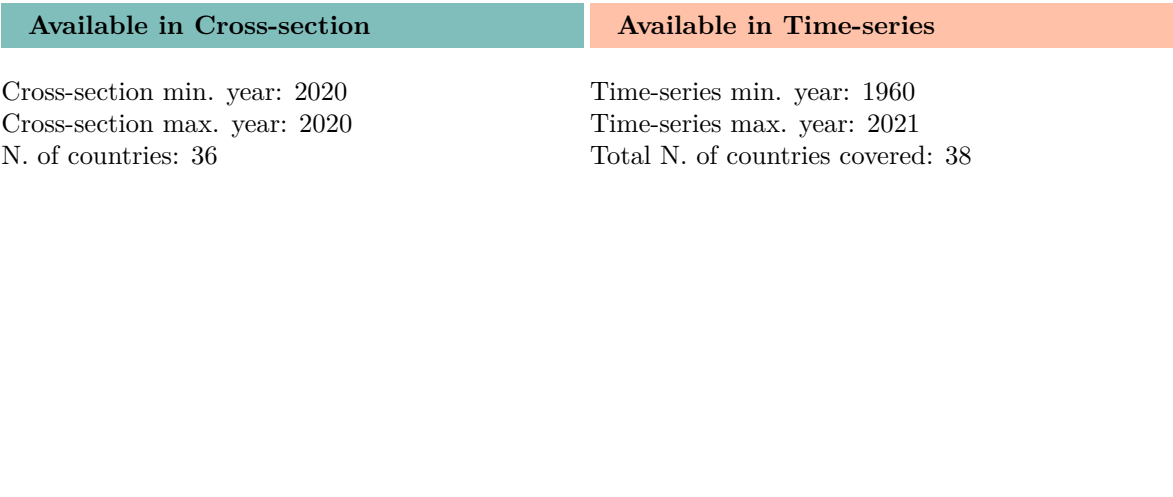 Available in Cross-section
Cross-section min. year: 2020
Cross-section max. year: 2020
N. of countries: 36
Available in Time-series
Time-series min. year: 1960
Time-series max. year: 2021
Total N. of countries covered: 38